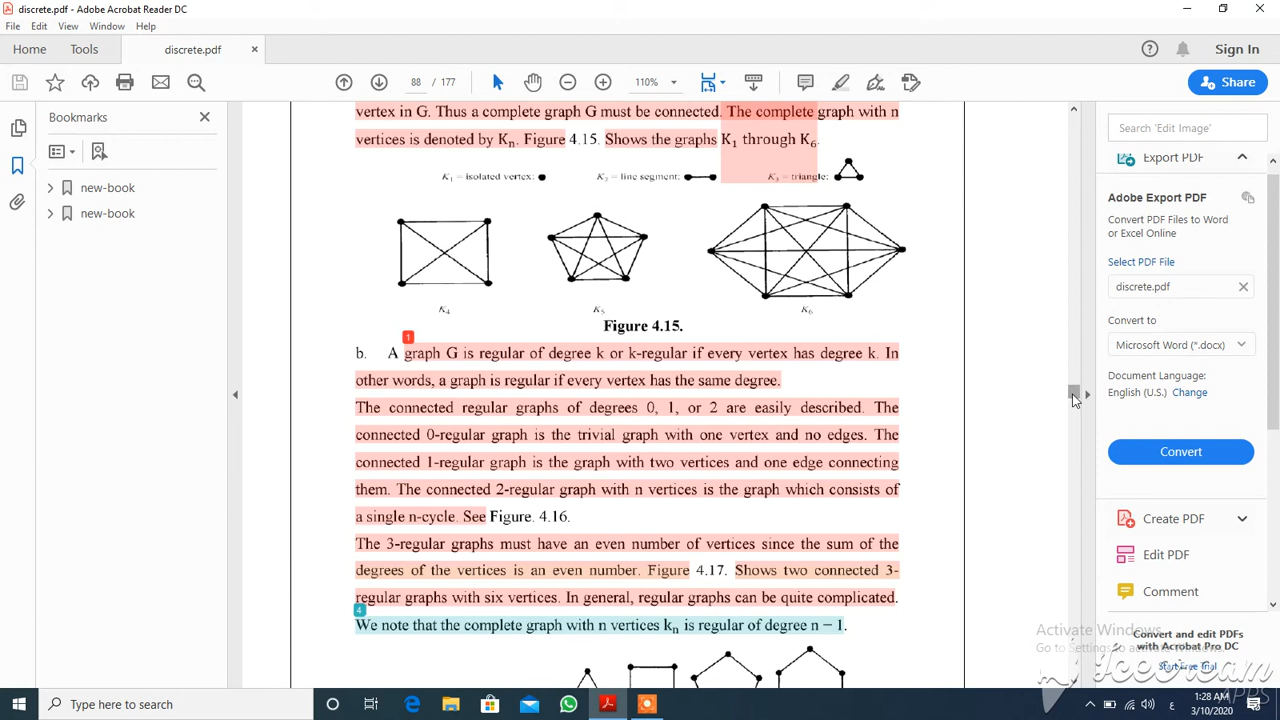 discrete.pdf - Adobe Acrobat Reader DC
File Edit View Window Help
Home Tools discrete.pdf Sign In
88 / 177 110% Share
Bookmarks
new-book
new-book
vertex in G. Thus a complete graph G must be connected. The complete graph with n
vertices is denoted by Kn. Figure 4.15. Shows the graphs K1 through K6.
K1 = isolated vertex: K2 = line segment: K3 = triangle:
K4 K5 K6
Figure 4.15.
1
b. A graph G is regular of degree k or k-regular if every vertex has degree k. In
other words, a graph is regular if every vertex has the same degree.
The connected regular graphs of degrees 0, 1, or 2 are easily described. The
connected 0-regular graph is the trivial graph with one vertex and no edges. The
connected 1-regular graph is the graph with two vertices and one edge connecting
them. The connected 2-regular graph with n vertices is the graph which consists of
a single n-cycle. See Figure. 4.16.
The 3-regular graphs must have an even number of vertices since the sum of the
degrees of the vertices is an even number. Figure 4.17. Shows two connected 3-
regular graphs with six vertices. In general, regular graphs can be quite complicated.
4
We note that the complete graph with n vertices kn is regular of degree n − 1.
Search 'Edit Image'
Export PDF
Adobe Export PDF
Convert PDF Files to Word
or Excel Online
Select PDF File
discrete.pdf
Convert to
Microsoft Word (*.docx)
Document Language:
English (U.S.) Change
Convert
Create PDF
Edit PDF
Comment
Convert and edit PDFs
with Acrobat Pro DC
Start Free Trial
Activate Windows
Go to Settings to activate Windows.
Icecream
APPS
Type here to search
ع
1:28 AM
3/10/2020